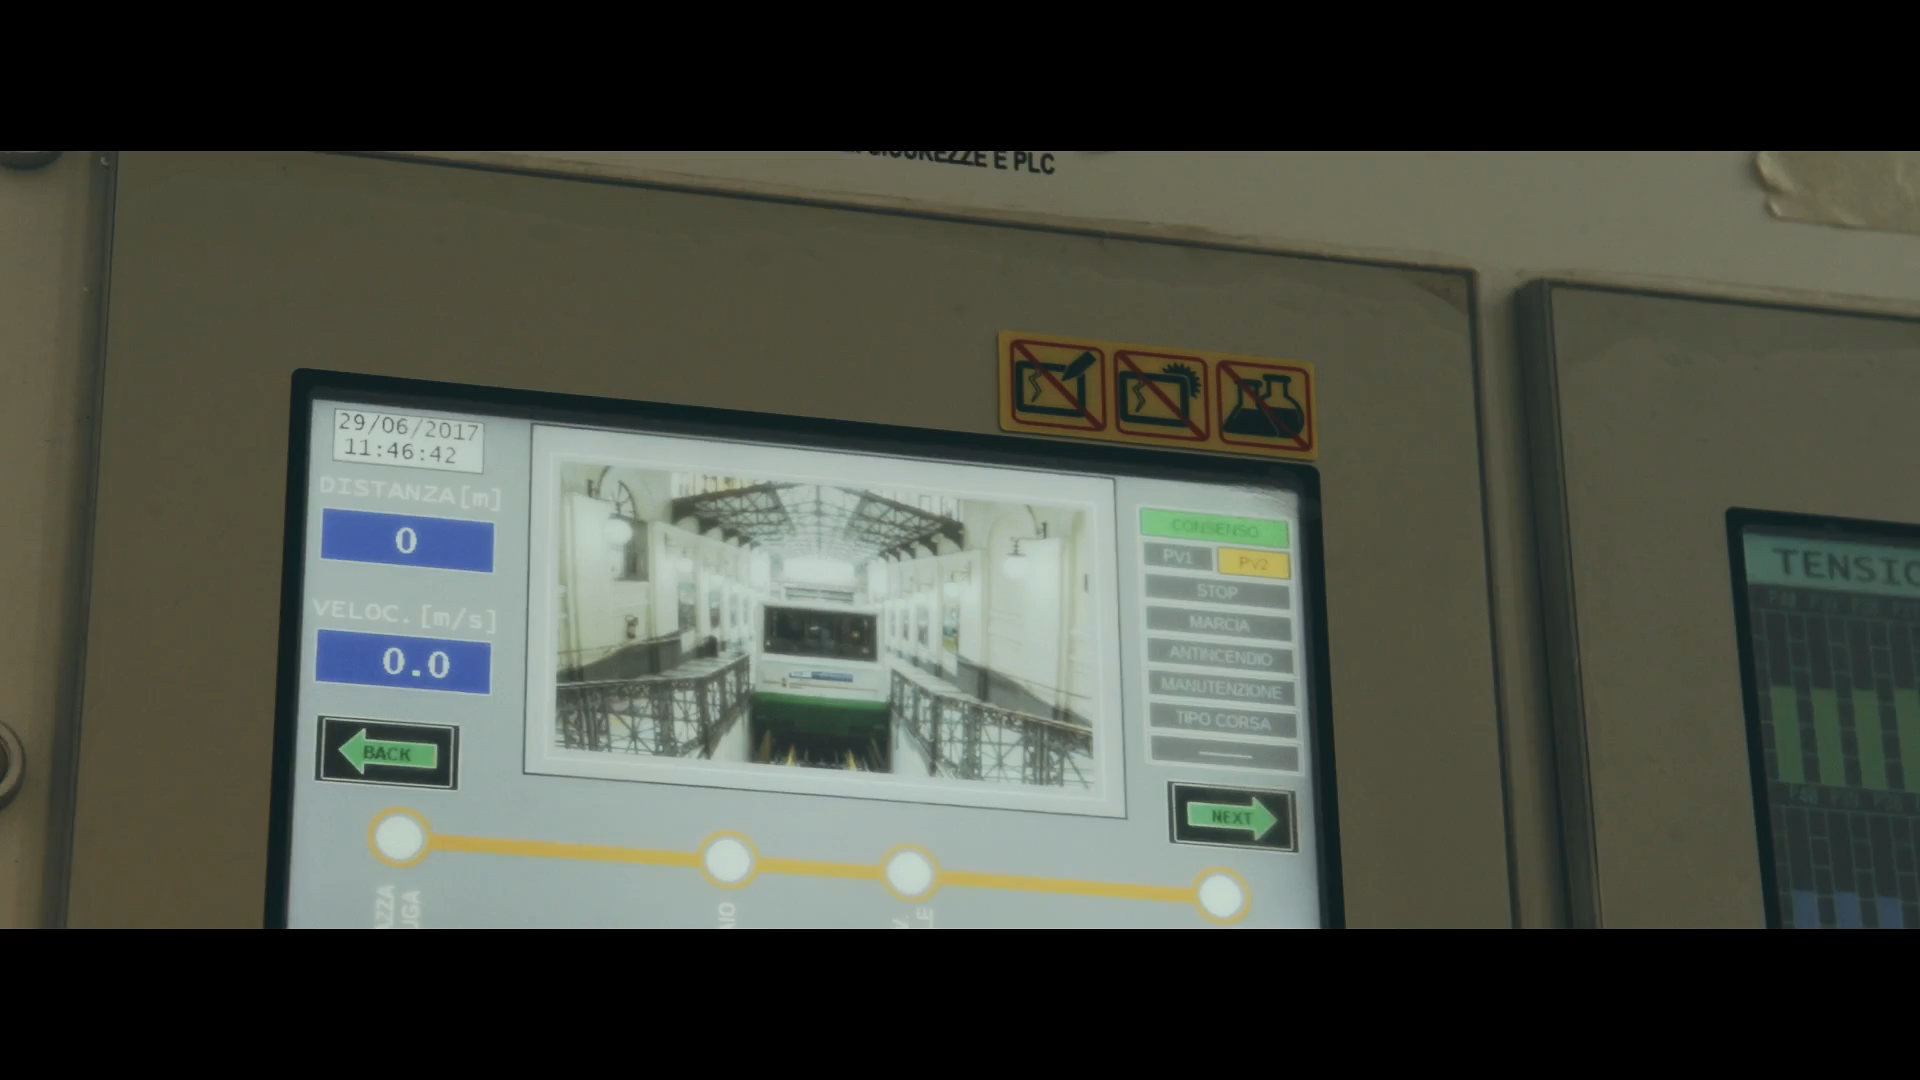 SICUREZZE E PLC
29/06/2017
11:46:42
DISTANZA[m]
0
VELOC.[m/s]
0.0
BACK
CONSENSO
PV1
PV2
STOP
MARCIA
ANTINCENDIO
MANUTENZIONE
TIPO CORSA
NEXT
TENSIO